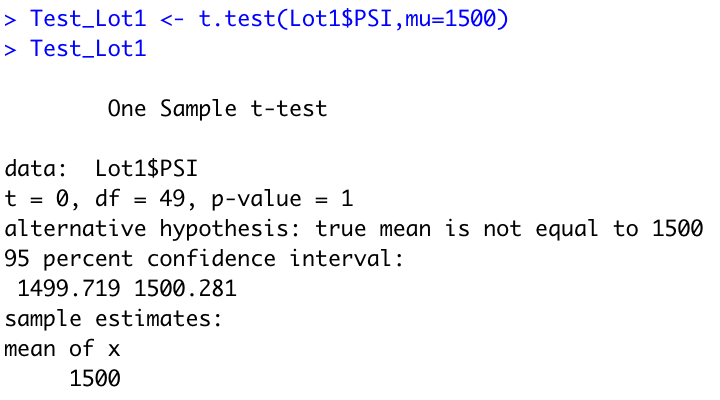 > Test_Lot1 <- t.test(Lot1$PSI,mu=1500)
> Test_Lot1
One Sample t-test
data:  Lot1$PSI
t = 0, df = 49, p-value = 1
alternative hypothesis: true mean is not equal to 1500
95 percent confidence interval:
 1499.719 1500.281
sample estimates:
mean of x
     1500